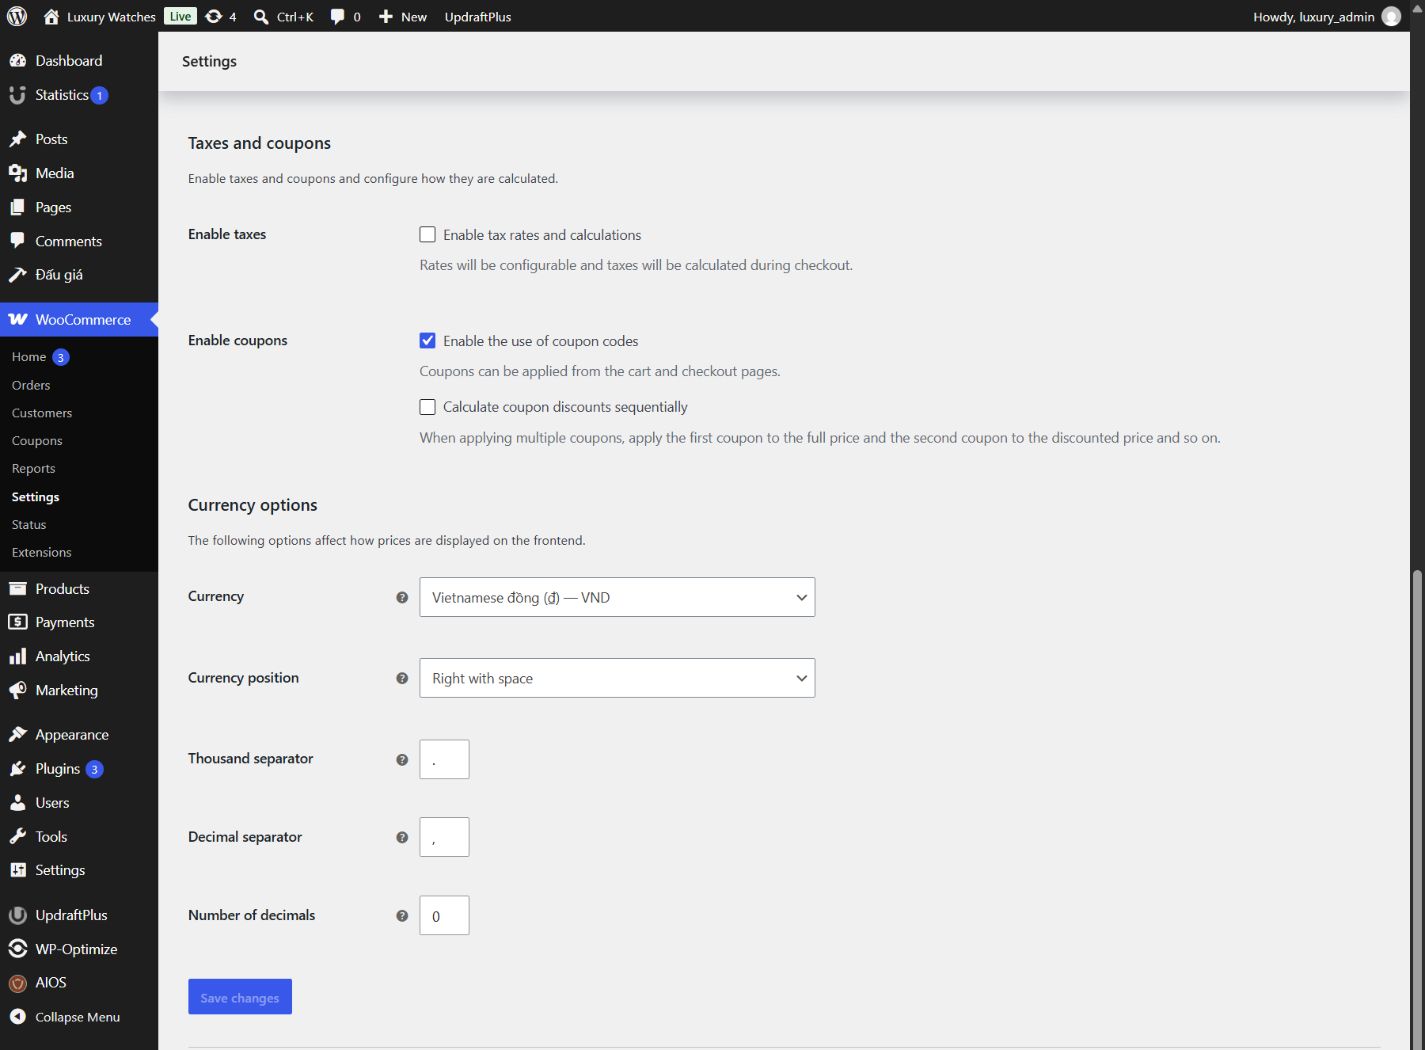 Luxury Watches Live 4 Ctrl+K 0 New UpdraftPlus Howdy, luxury_admin
Dashboard
Statistics 1
Posts
Media
Pages
Comments
Đấu giá
WooCommerce
Home 3
Orders
Customers
Coupons
Reports
Settings
Status
Extensions
Products
Payments
Analytics
Marketing
Appearance
Plugins 3
Users
Tools
Settings
UpdraftPlus
WP-Optimize
AIOS
Collapse Menu
Settings
Taxes and coupons
Enable taxes and coupons and configure how they are calculated.
Enable taxes
Enable tax rates and calculations
Rates will be configurable and taxes will be calculated during checkout.
Enable coupons
Enable the use of coupon codes
Coupons can be applied from the cart and checkout pages.
Calculate coupon discounts sequentially
When applying multiple coupons, apply the first coupon to the full price and the second coupon to the discounted price and so on.
Currency options
The following options affect how prices are displayed on the frontend.
Currency
Vietnamese đồng (₫) — VND
Currency position
Right with space
Thousand separator
.
Decimal separator
,
Number of decimals
0
Save changes